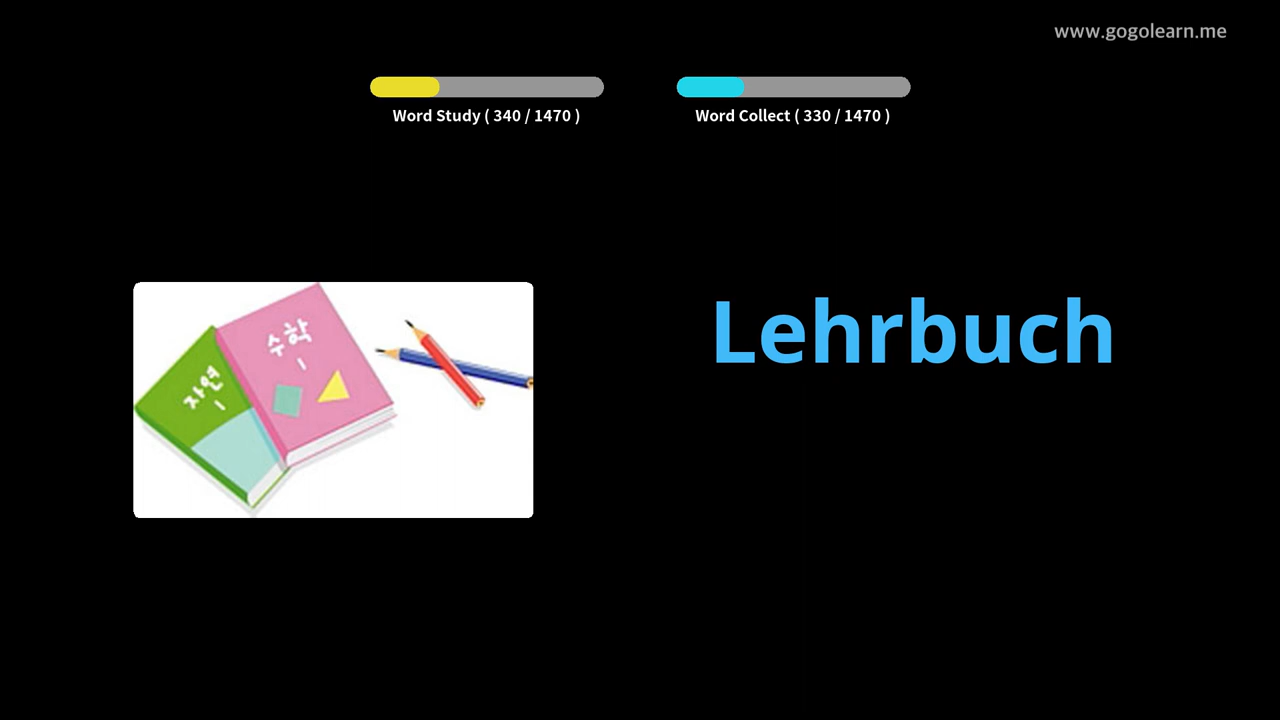 www.gogolearn.me
Word Study ( 340 / 1470 )
Word Collect ( 330 / 1470 )
수학
1
자연
1
Lehrbuch